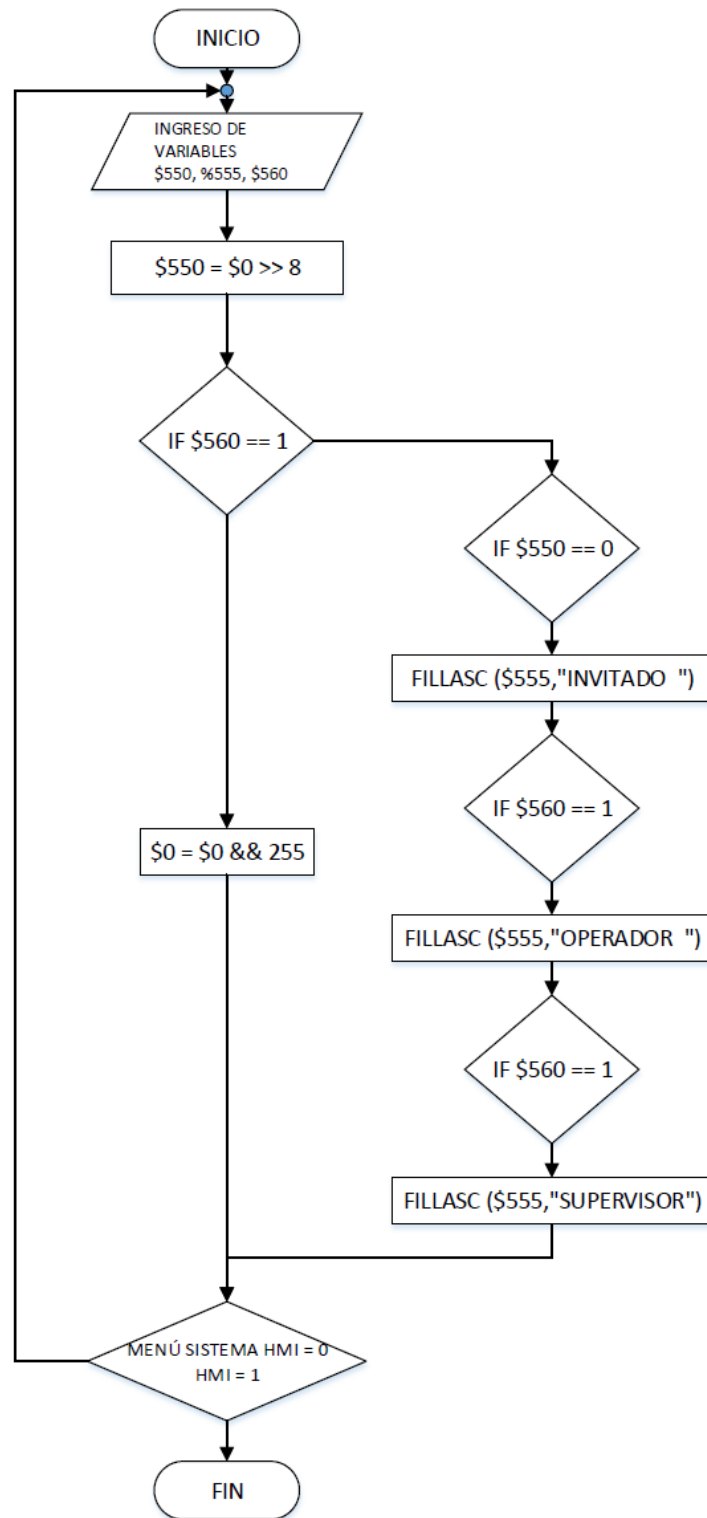 INICIO
INGRESO DE
VARIABLES
$550, %555, $560
$550 = $0 >> 8
IF $560 == 1
IF $550 == 0
FILLASC ($555,"INVITADO  ")
IF $560 == 1
$0 = $0 && 255
FILLASC ($555,"OPERADOR  ")
IF $560 == 1
FILLASC ($555,"SUPERVISOR")
MENÚ SISTEMA HMI = 0
HMI = 1
FIN